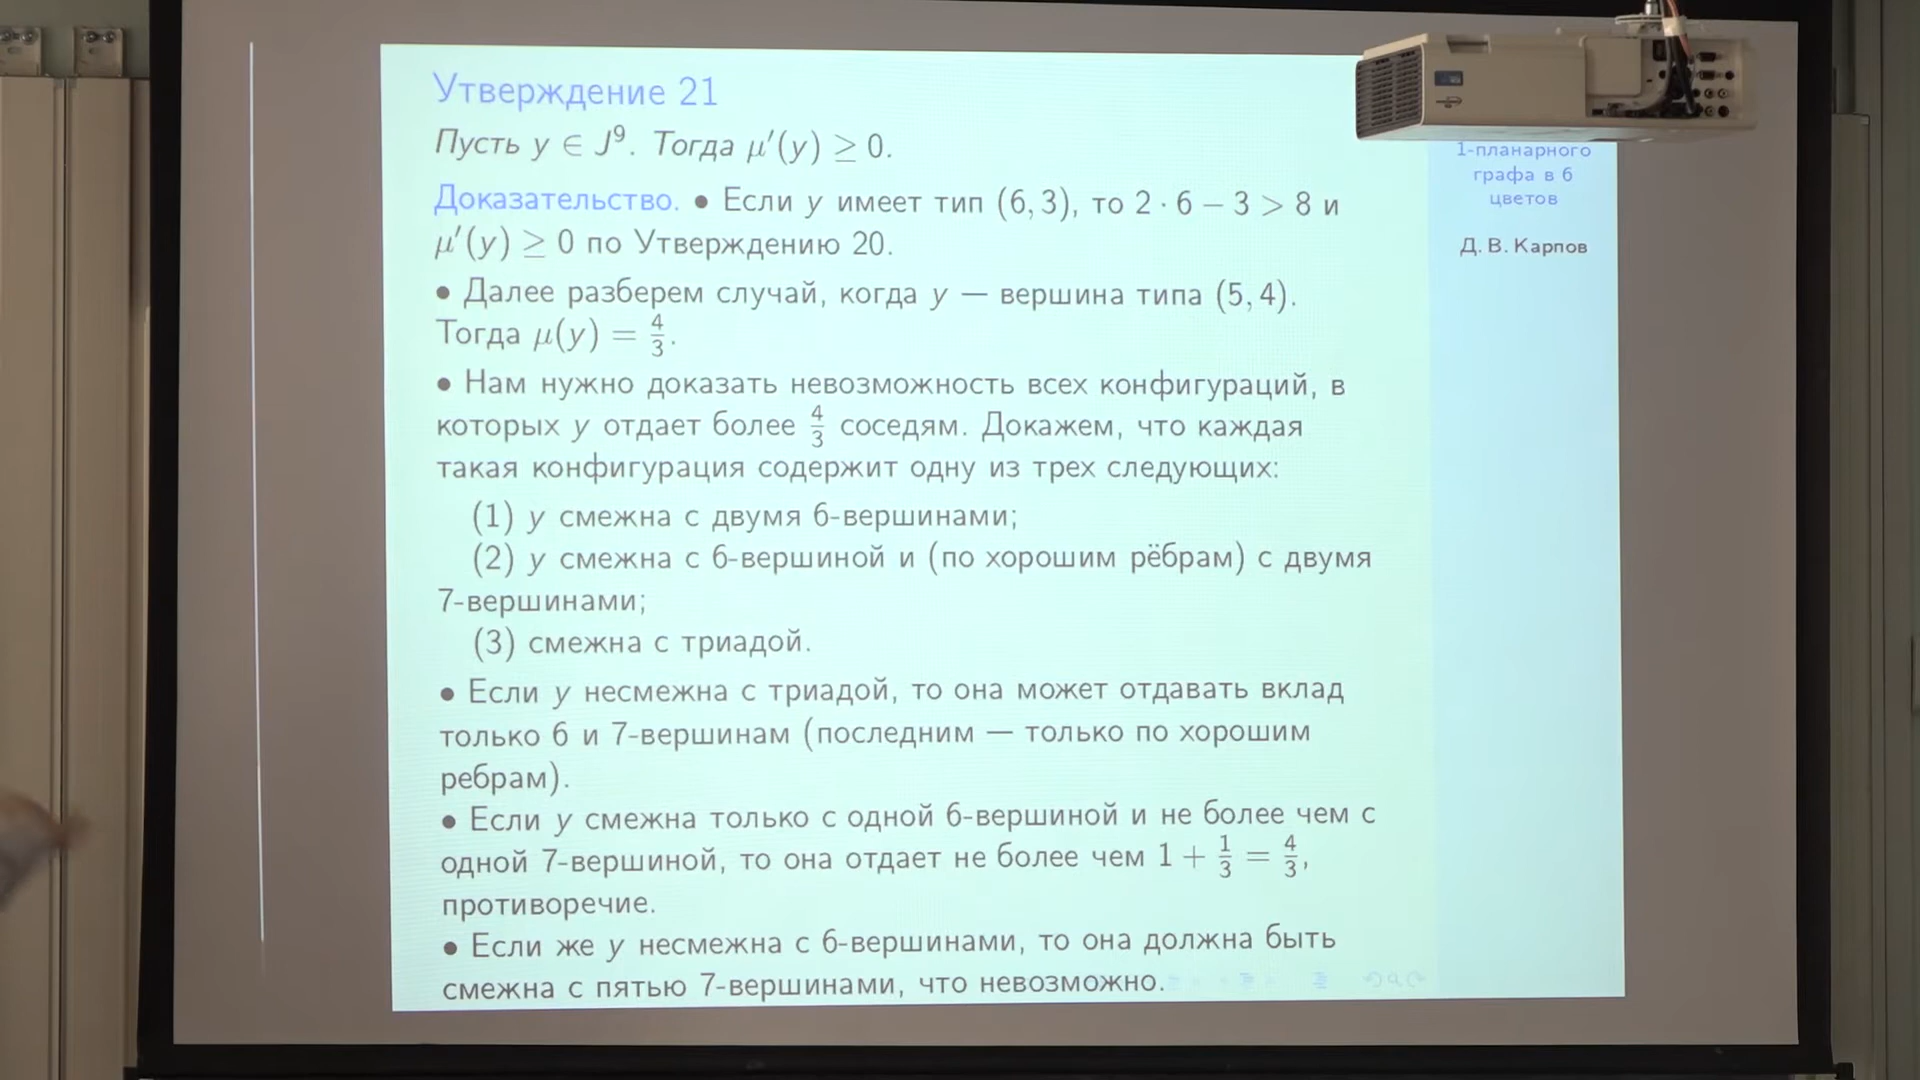 Утверждение 21
Пусть y ∈ J⁹. Тогда μ′(y) ≥ 0.
Доказательство. • Если y имеет тип (6, 3), то 2 · 6 − 3 > 8 и
μ′(y) ≥ 0 по Утверждению 20.
• Далее разберем случай, когда y — вершина типа (5, 4).
Тогда μ(y) = 4/3.
• Нам нужно доказать невозможность всех конфигураций, в
которых y отдает более 4/3 соседям. Докажем, что каждая
такая конфигурация содержит одну из трех следующих:
(1) y смежна с двумя 6-вершинами;
(2) y смежна с 6-вершиной и (по хорошим рёбрам) с двумя
7-вершинами;
(3) смежна с триадой.
• Если y несмежна с триадой, то она может отдавать вклад
только 6 и 7-вершинам (последним — только по хорошим
ребрам).
• Если y смежна только с одной 6-вершиной и не более чем с
одной 7-вершиной, то она отдает не более чем 1 + 1/3 = 4/3,
противоречие.
• Если же y несмежна с 6-вершинами, то она должна быть
смежна с пятью 7-вершинами, что невозможно.
1-планарного
графа в 6
цветов
Д. В. Карпов